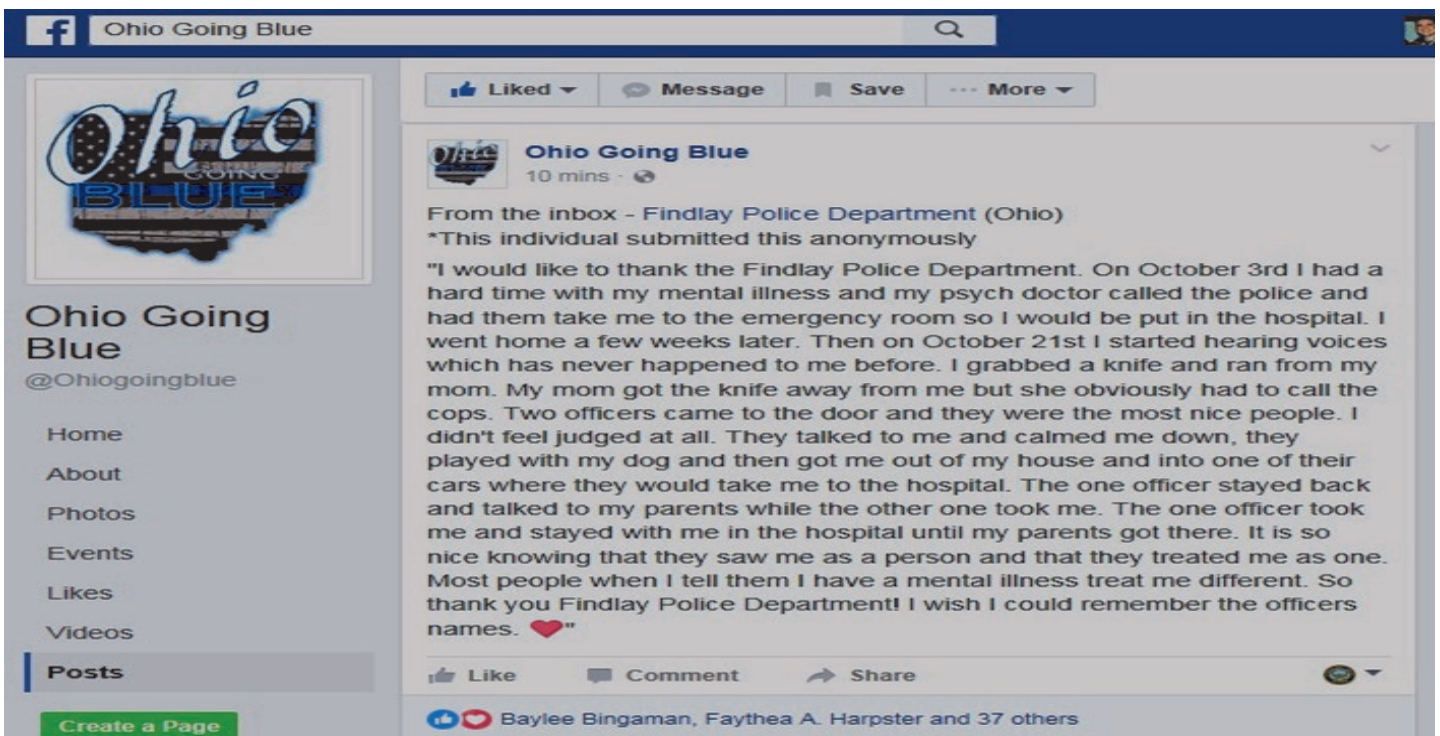 f
Ohio Going Blue
Ohio
GOING
BLUE
Ohio Going
Blue
@Ohiogoingblue
Home
About
Photos
Events
Likes
Videos
Posts
Create a Page
Liked
Message
Save
··· More
Ohio
Ohio Going Blue
10 mins ·
From the inbox - Findlay Police Department (Ohio)
*This individual submitted this anonymously
"I would like to thank the Findlay Police Department. On October 3rd I had a
hard time with my mental illness and my psych doctor called the police and
had them take me to the emergency room so I would be put in the hospital. I
went home a few weeks later. Then on October 21st I started hearing voices
which has never happened to me before. I grabbed a knife and ran from my
mom. My mom got the knife away from me but she obviously had to call the
cops. Two officers came to the door and they were the most nice people. I
didn't feel judged at all. They talked to me and calmed me down, they
played with my dog and then got me out of my house and into one of their
cars where they would take me to the hospital. The one officer stayed back
and talked to my parents while the other one took me. The one officer took
me and stayed with me in the hospital until my parents got there. It is so
nice knowing that they saw me as a person and that they treated me as one.
Most people when I tell them I have a mental illness treat me different. So
thank you Findlay Police Department! I wish I could remember the officers
names. ❤"
Like
Comment
Share
Baylee Bingaman, Faythea A. Harpster and 37 others